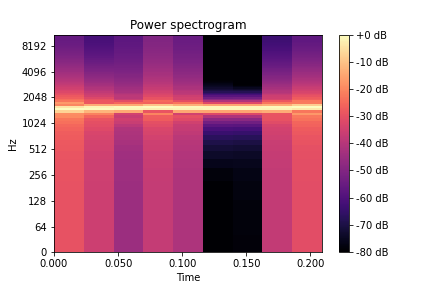 Power spectrogram
8192
4096
2048
1024
512
256
128
64
0
Hz
0.000 0.050 0.100 0.150 0.200
Time
+0 dB
-10 dB
-20 dB
-30 dB
-40 dB
-50 dB
-60 dB
-70 dB
-80 dB